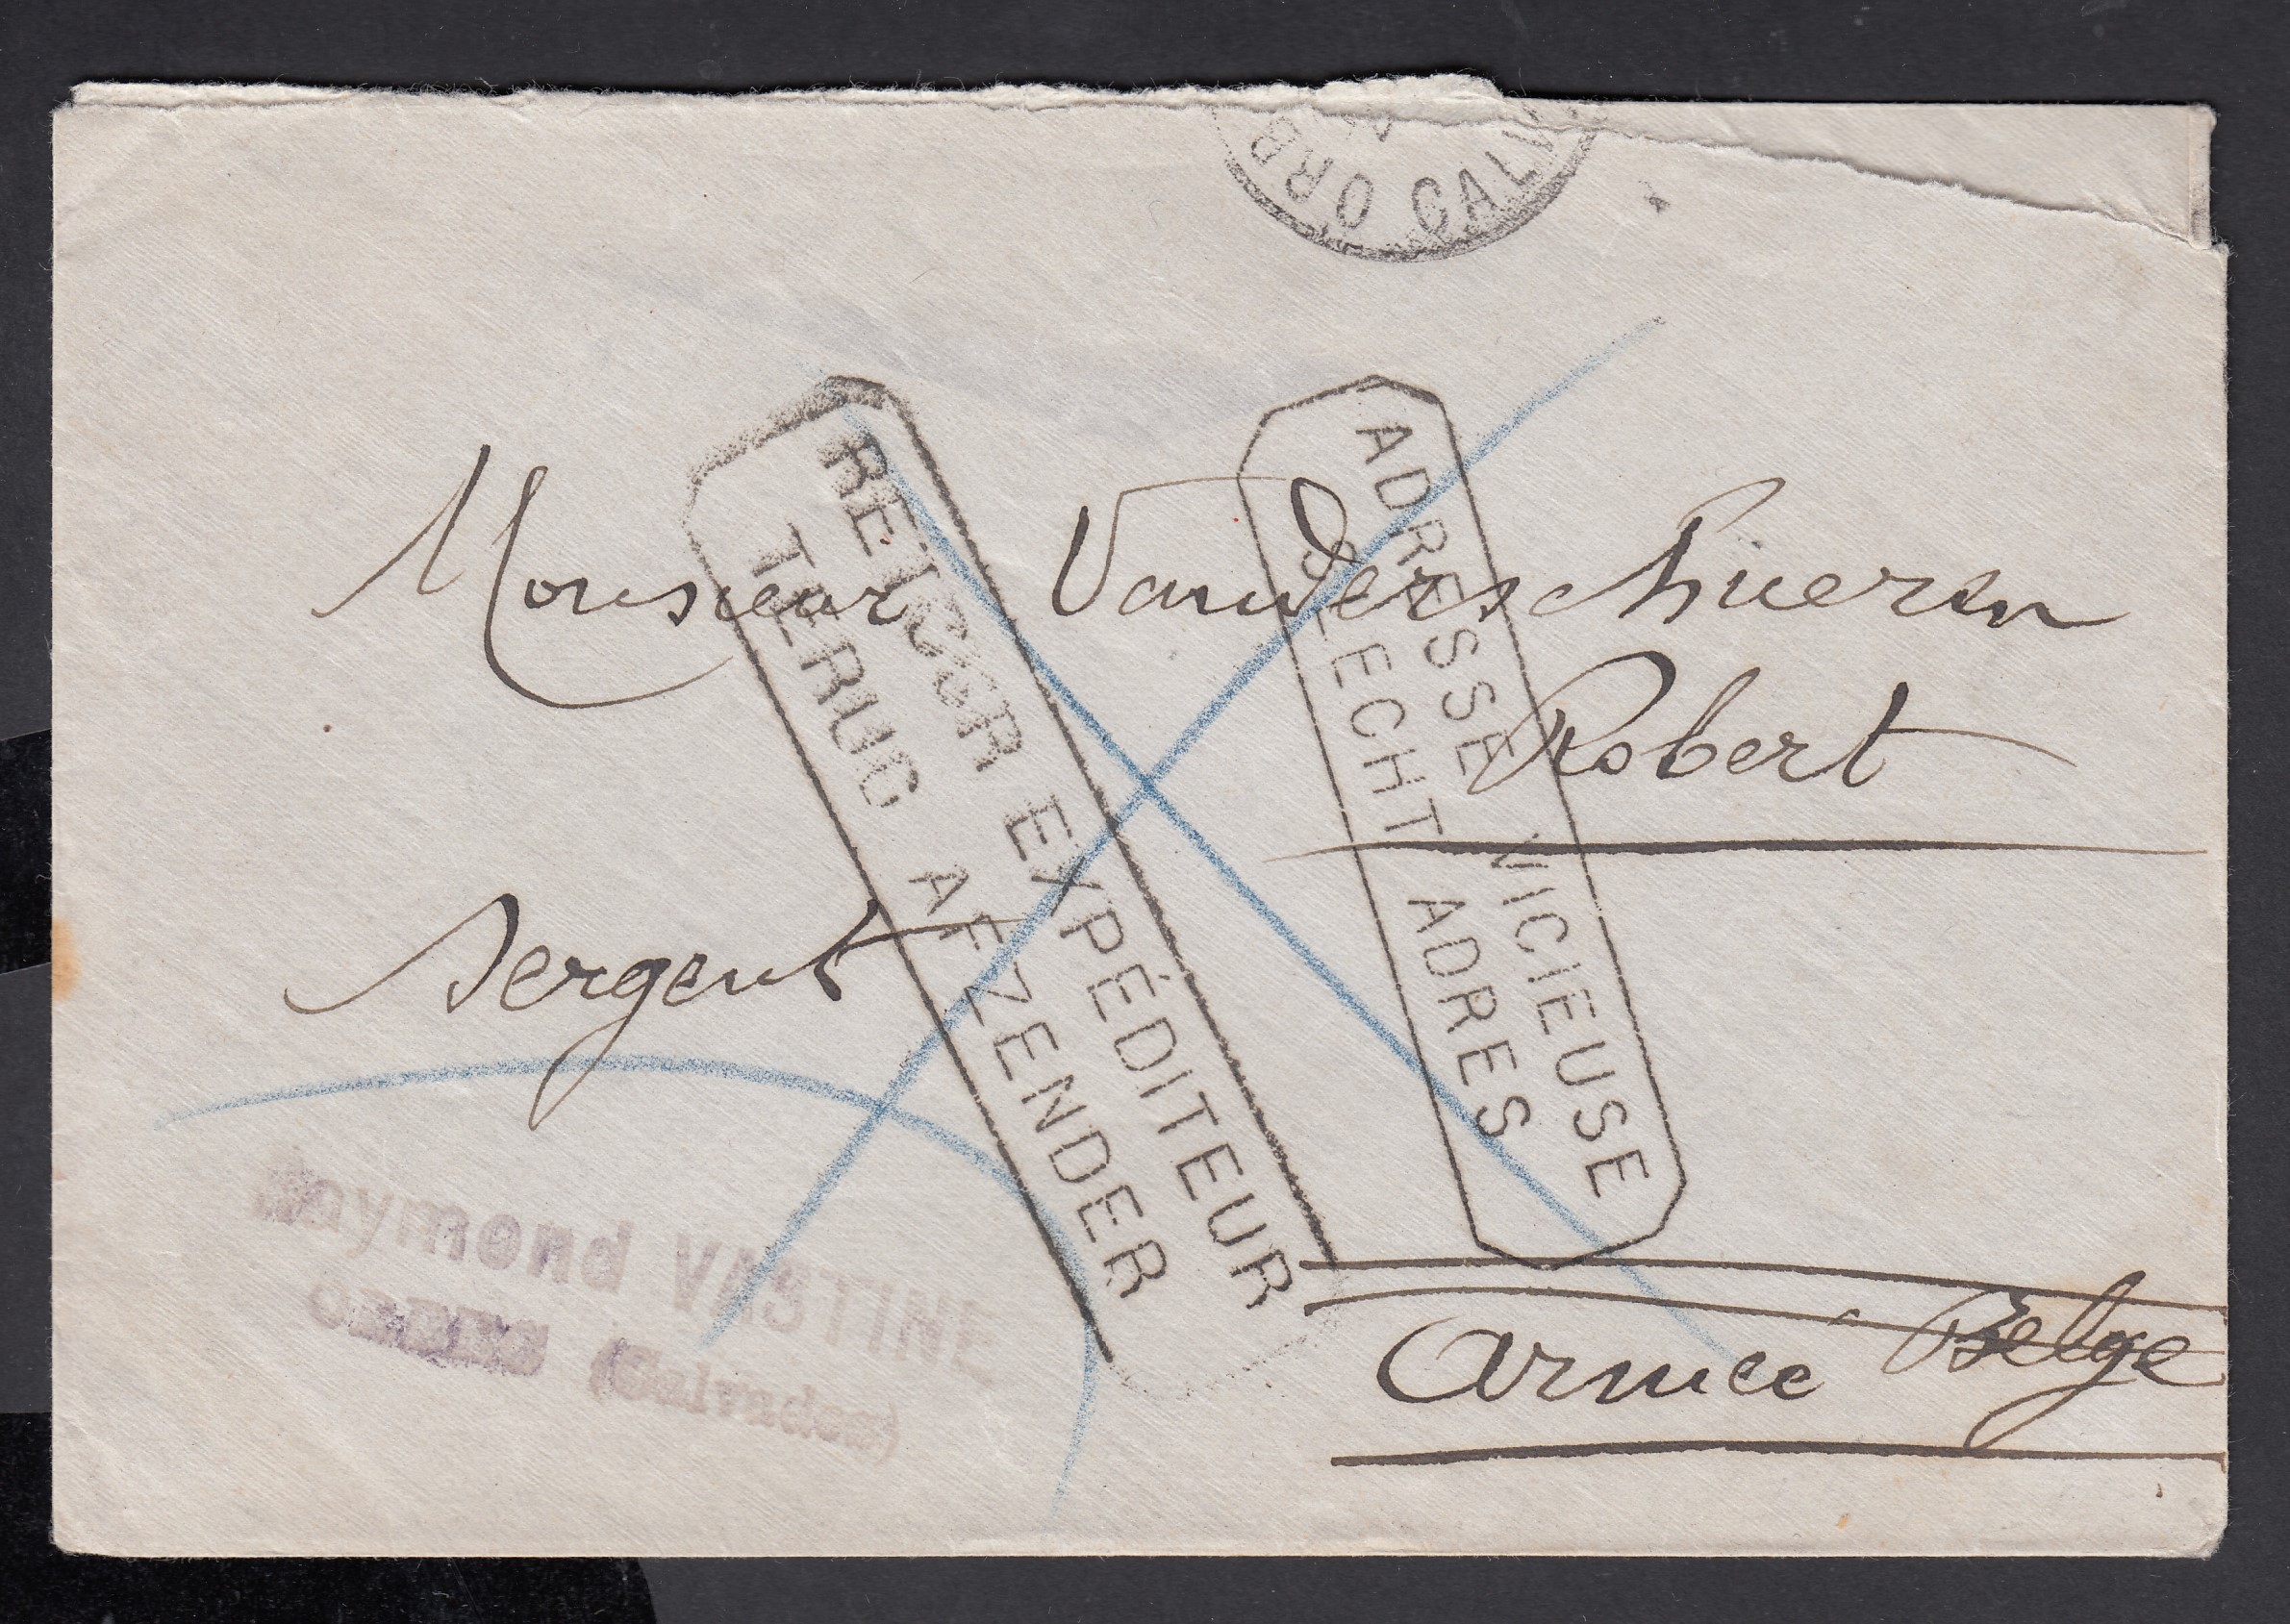 ORB CAL
Monsieur Vanderschueren
Robert
Sergent
Armée Belge
RETOUR EXPÉDITEUR
TERUG AFZENDER
ADRESSE VICIEUSE
SLECHT ADRES
Raymond VASTINE
ORBEC (Calvados)